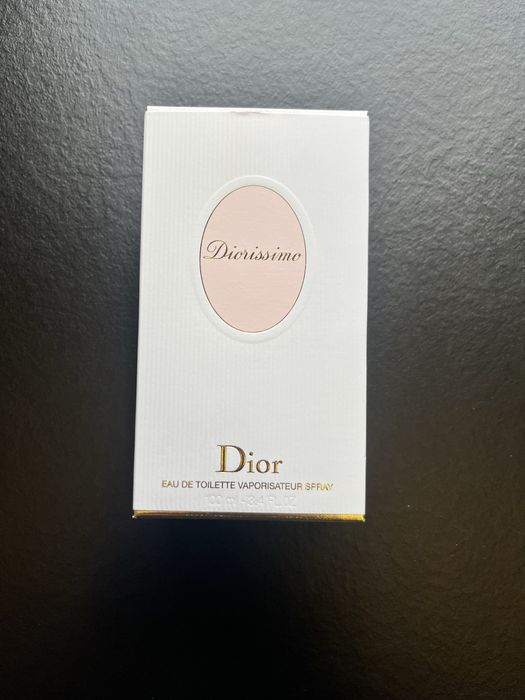 Diorissimo
Dior
EAU DE TOILETTE VAPORISATEUR SPRAY
100 ml ℮3.4 FL.OZ